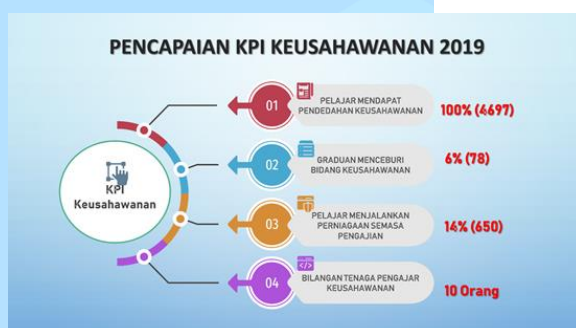 PENCAPAIAN KPI KEUSAHAWANAN 2019
KPI
Keusahawanan
01
PELAJAR MENDAPAT
PENDEDAHAN KEUSAHAWANAN
100% (4697)
02
GRADUAN MENCEBURI
BIDANG KEUSAHAWANAN
6% (78)
03
PELAJAR MENJALANKAN
PERNIAGAAN SEMASA
PENGAJIAN
14% (650)
04
BILANGAN TENAGA PENGAJAR
KEUSAHAWANAN
10 Orang